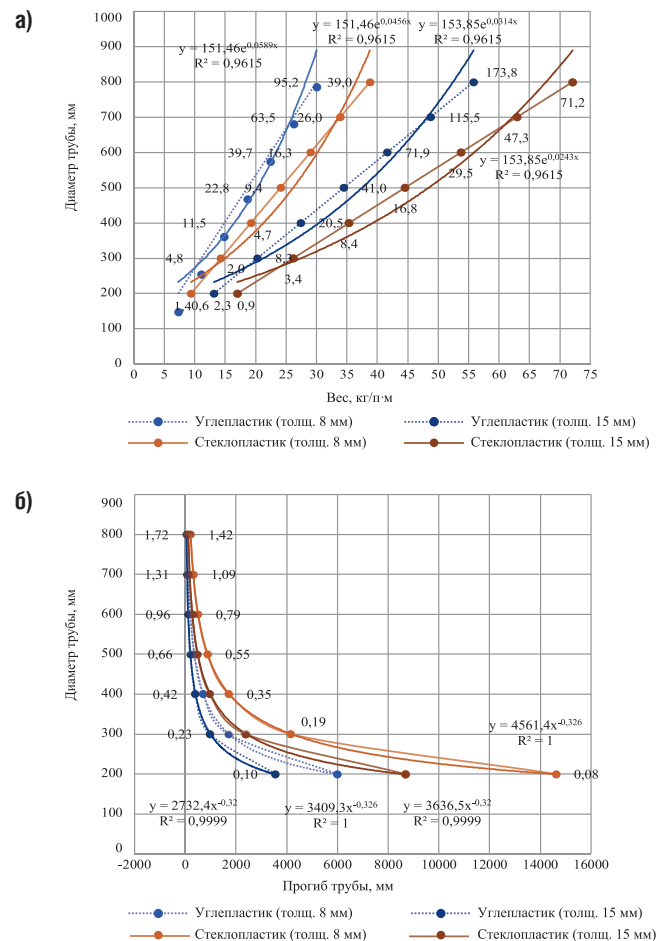 а)
900
800
700
600
500
400
300
200
100
0
Диаметр трубы, мм
y = 151,46e^0,0589x
R² = 0,9615
y = 151,46e^0,0456x
R² = 0,9615
y = 153,85e^0,0314x
R² = 0,9615
y = 153,85e^0,0243x
R² = 0,9615
95,2 39,0 173,8 71,2
63,5 26,0 115,5 47,3
39,7 16,3 71,9 29,5
22,8 9,4 41,0 16,8
11,5 4,7 20,5 8,4
4,8 2,0 8,3 3,4
1,4 0,6 2,3 0,9
0 5 10 15 20 25 30 35 40 45 50 55 60 65 70 75
Вес, кг/п·м
Углепластик (толщ. 8 мм) Углепластик (толщ. 15 мм)
Стеклопластик (толщ. 8 мм) Стеклопластик (толщ. 15 мм)
б)
900
800
700
600
500
400
300
200
100
0
Диаметр трубы, мм
1,72 1,42
1,31 1,09
0,96 0,79
0,66 0,55
0,42 0,35
0,23 0,19
0,10 0,08
y = 4561,4x^-0,326
R² = 1
y = 2732,4x^-0,32
R² = 0,9999
y = 3409,3x^-0,326
R² = 1
y = 3636,5x^-0,32
R² = 0,9999
-2000 0 2000 4000 6000 8000 10000 12000 14000 16000
Прогиб трубы, мм
Углепластик (толщ. 8 мм) Углепластик (толщ. 15 мм)
Стеклопластик (толщ. 8 мм) Стеклопластик (толщ. 15 мм)